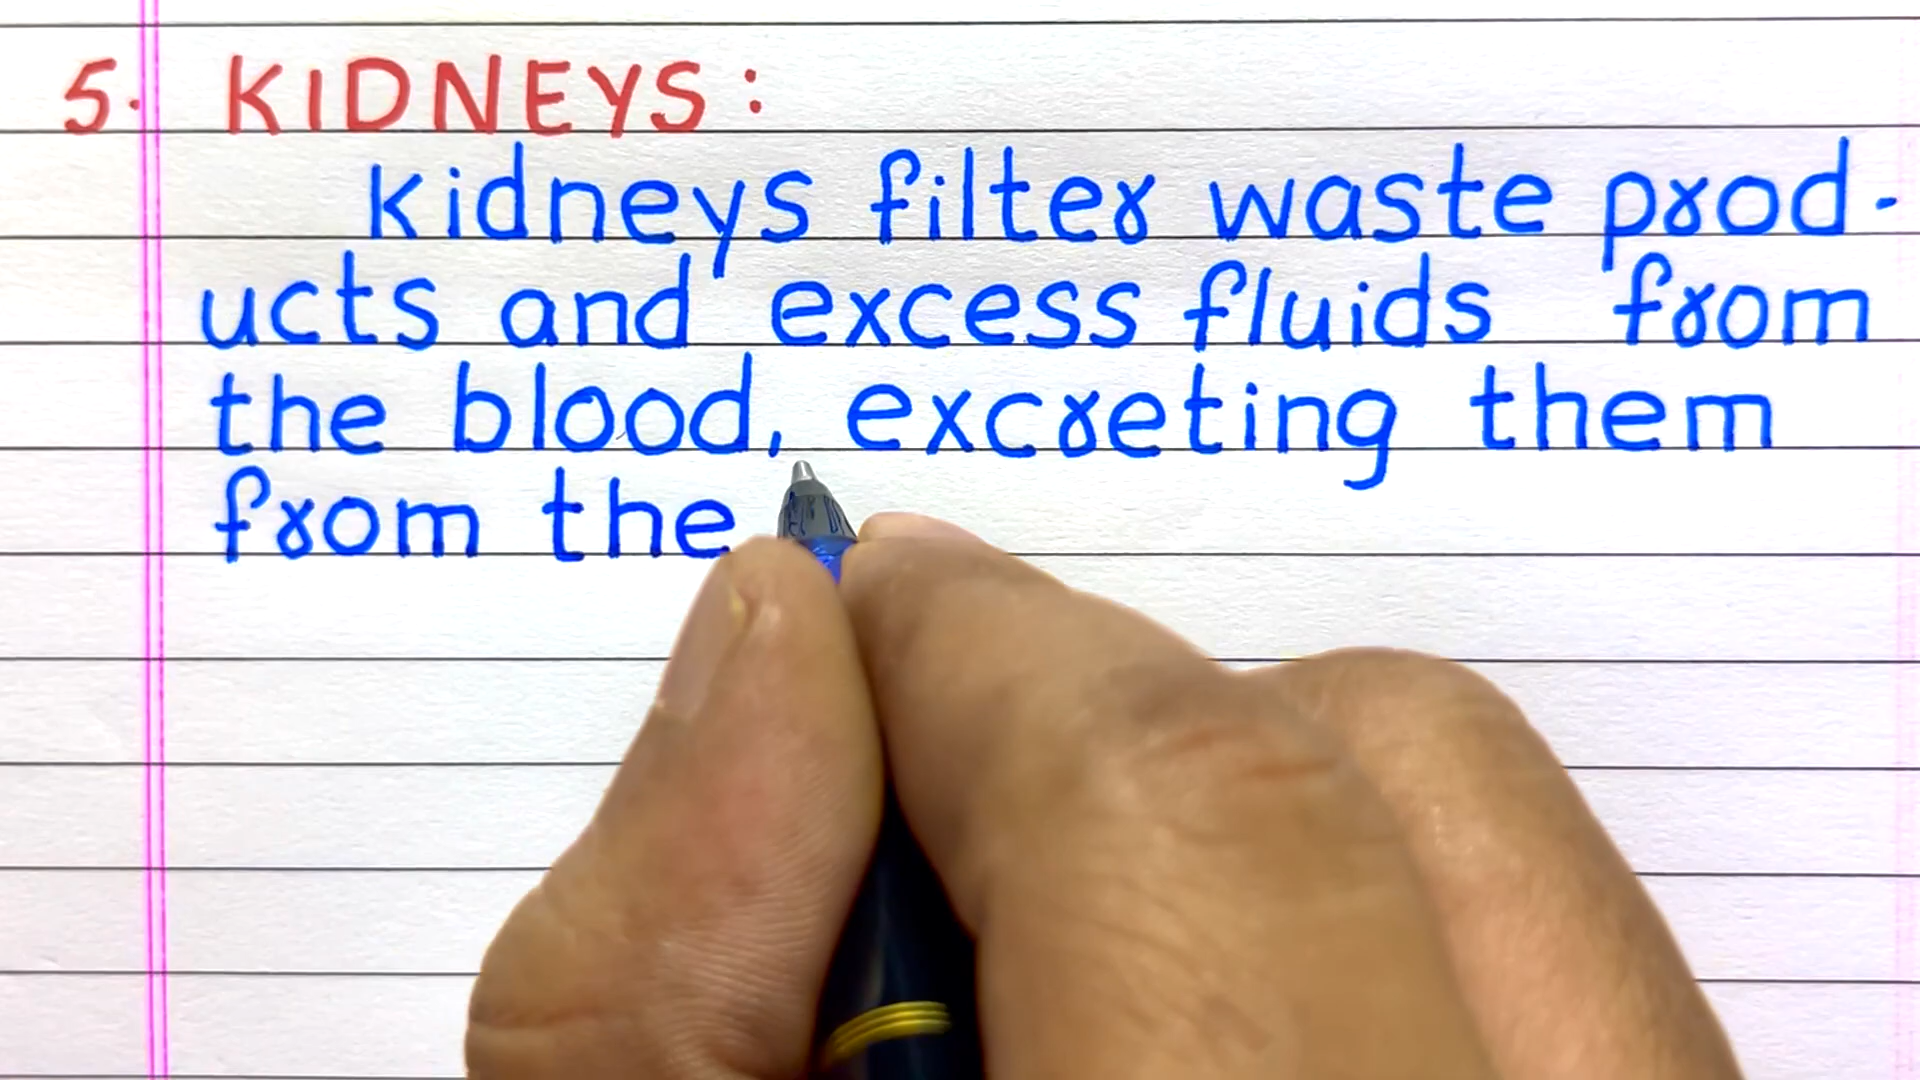 5. KIDNEYS:
kidneys filter waste prod-
ucts and excess fluids from
the blood, excreting them
from the